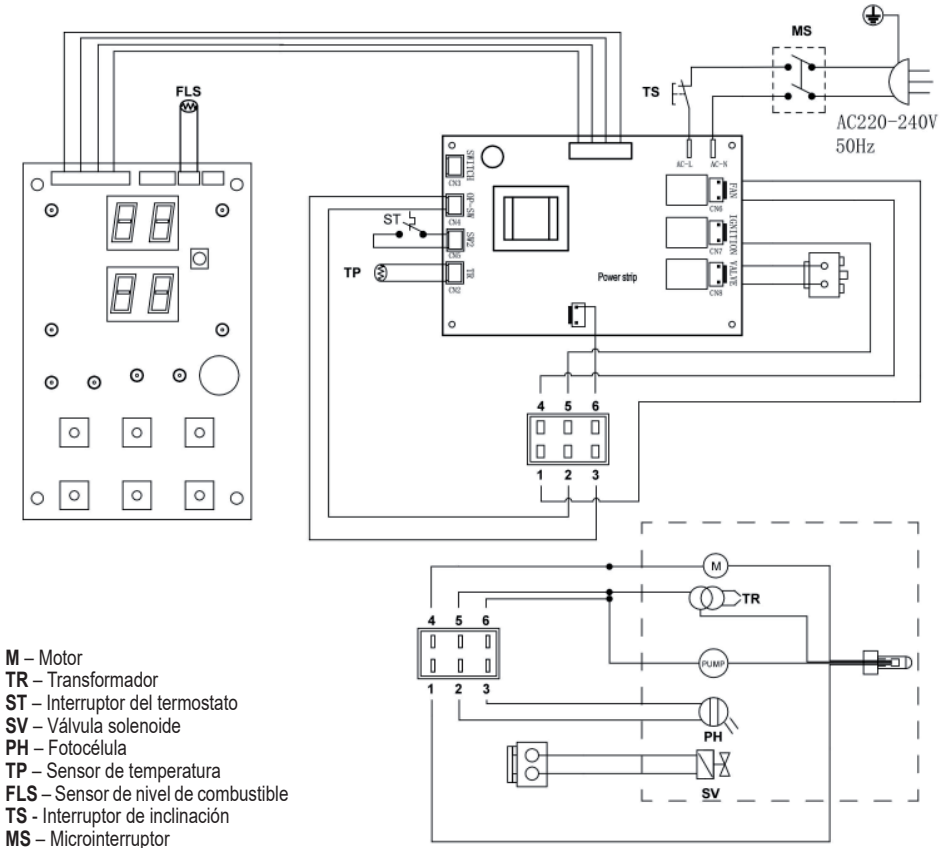 MS
FLS
TS
AC220-240V
50Hz
AC-L
AC-N
SWITCH
CN3
OP-SW
CN4
ST
SW2
CN5
TP
TR
CN2
FAN
CN6
IGNITION
CN7
VALVE
CN8
Power strip
4 5 6
1 2 3
M
TR
4 5 6
PUMP
1 2 3
PH
SV
M – Motor
TR – Transformador
ST – Interruptor del termostato
SV – Válvula solenoide
PH – Fotocélula
TP – Sensor de temperatura
FLS – Sensor de nivel de combustible
TS - Interruptor de inclinación
MS – Microinterruptor